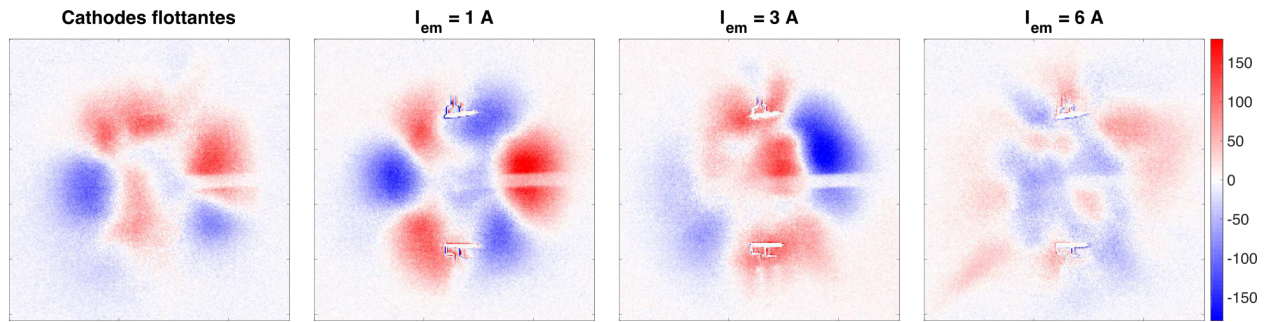 Cathodes flottantes
I_em = 1 A
I_em = 3 A
I_em = 6 A
150
100
50
0
-50
-100
-150